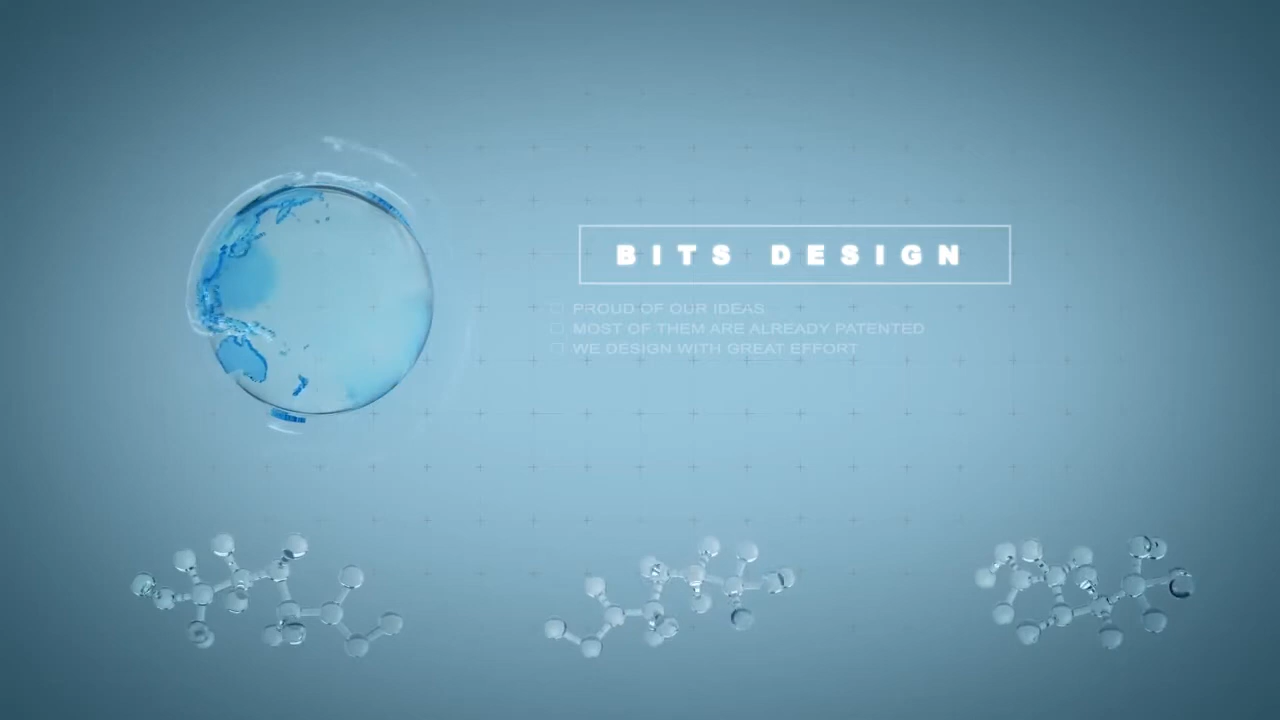 BITS DESIGN
PROUD OF OUR IDEAS
MOST OF THEM ARE ALREADY PATENTED
WE DESIGN WITH GREAT EFFORT